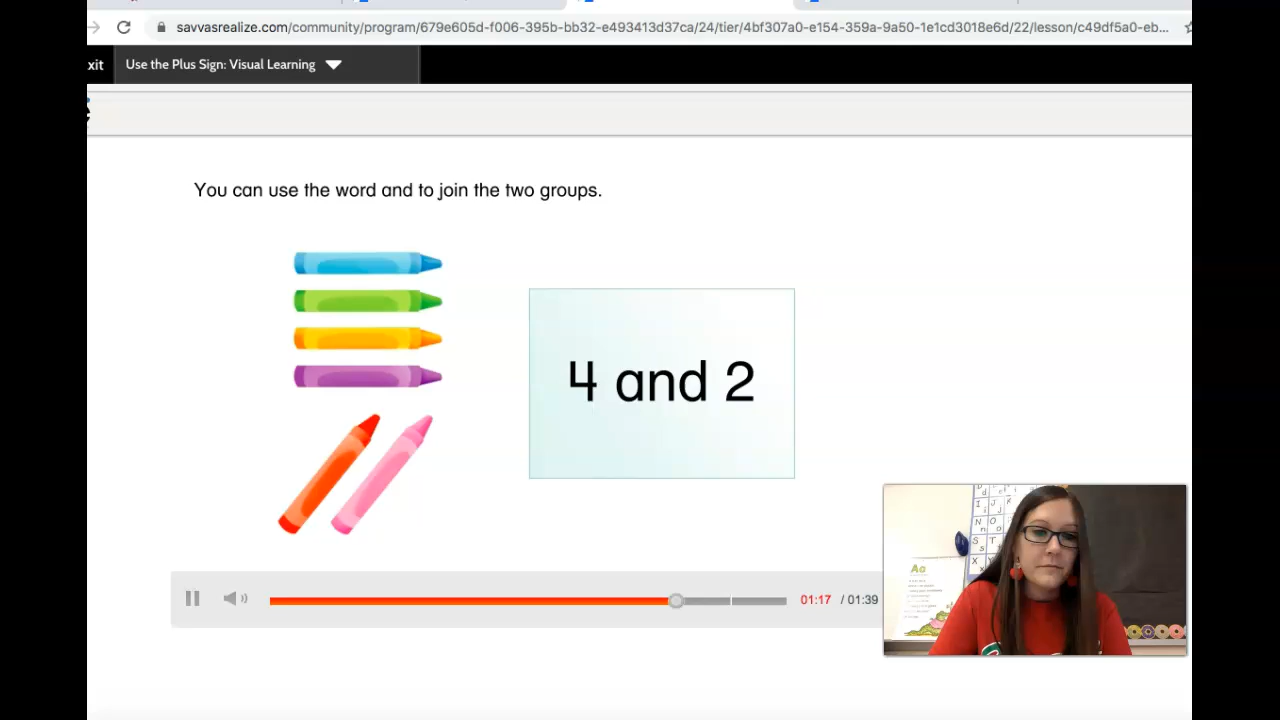 savvasrealize.com/community/program/679e605d-f006-395b-bb32-e493413d37ca/24/tier/4bf307a0-e154-359a-9a50-1e1cd3018e6d/22/lesson/c49df5a0-eb...
xit Use the Plus Sign: Visual Learning
You can use the word and to join the two groups.
4 and 2
01:17 / 01:39
Aa